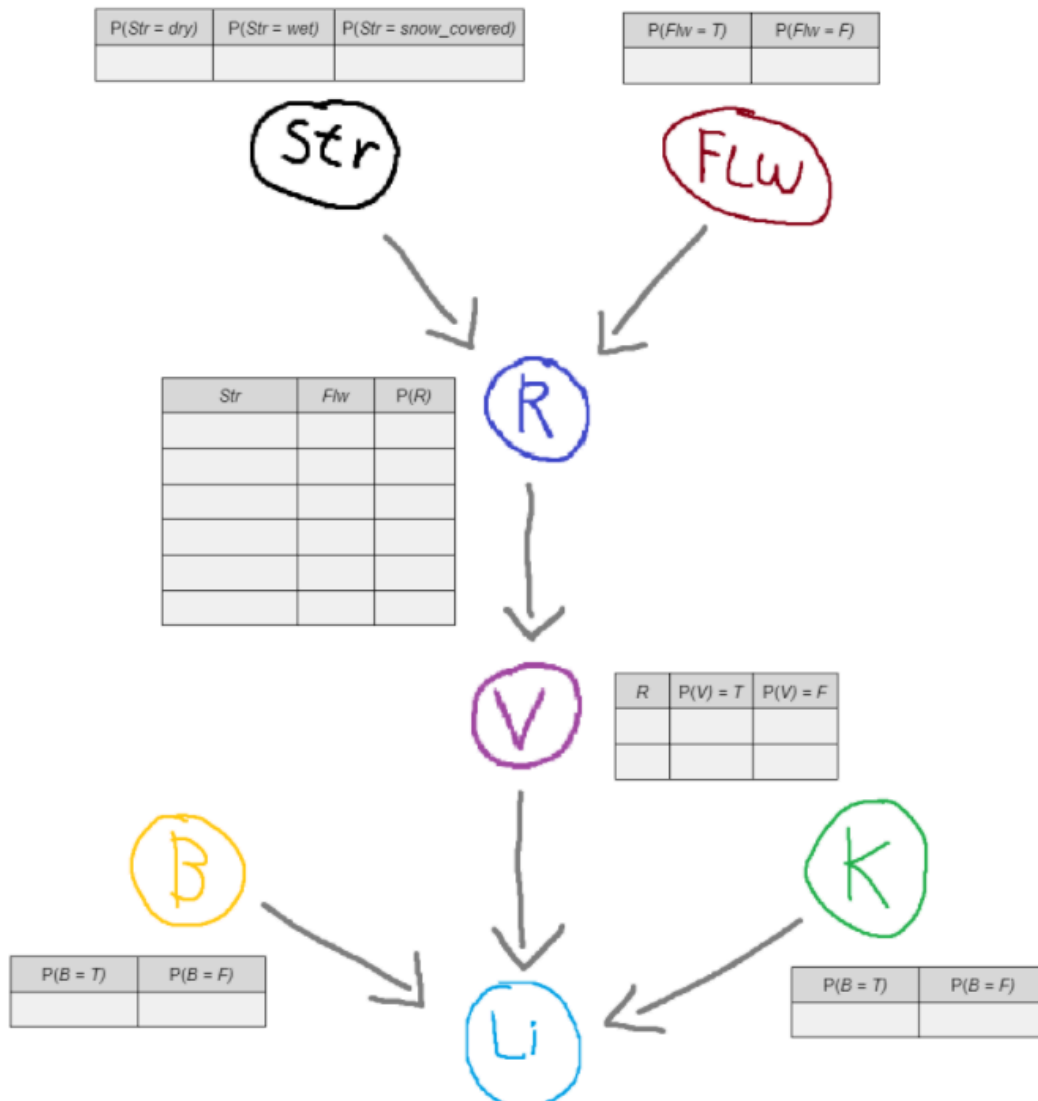 P(Str = dry) P(Str = wet) P(Str = snow_covered) P(Flw = T) P(Flw = F)
Str FLW
Str Flw P(R)
R
V
R P(V) = T P(V) = F
B K
P(B = T) P(B = F) P(B = T) P(B = F)
Li